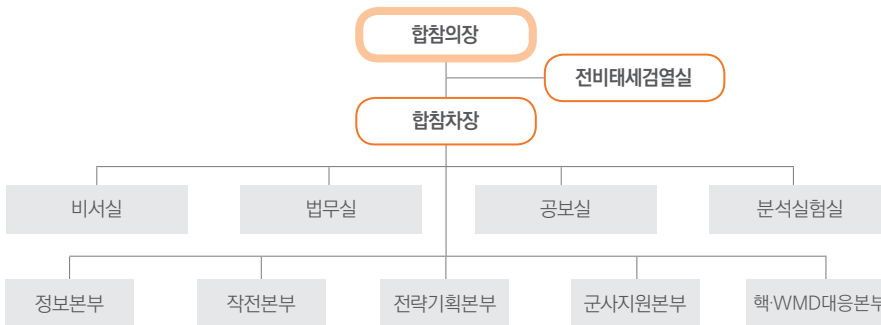 합참의장
전비태세검열실
합참차장
비서실
법무실
공보실
분석실험실
정보본부
작전본부
전략기획본부
군사지원본부
핵·WMD대응본부